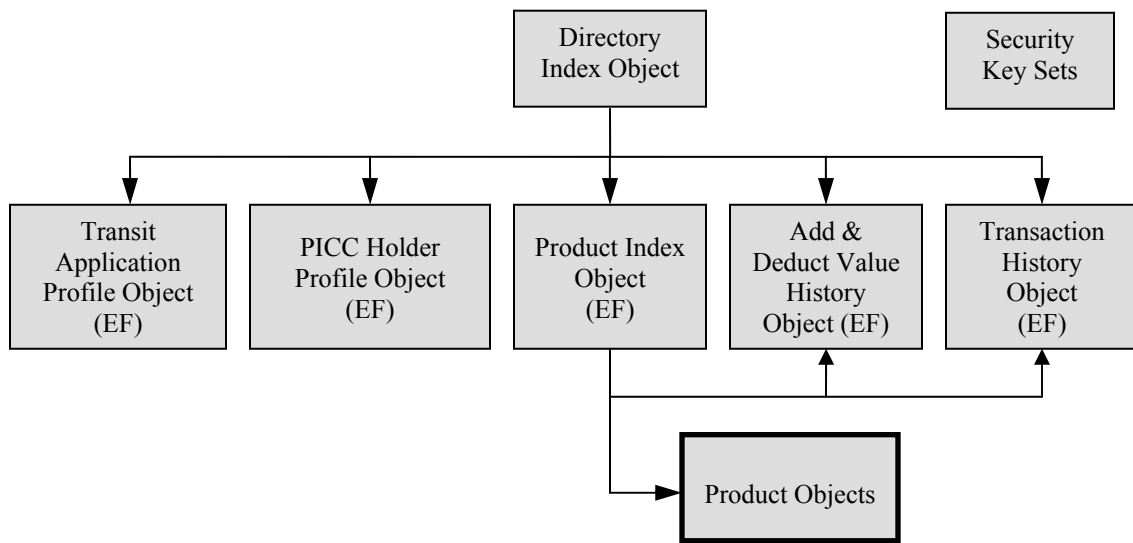 Directory
Index Object
Security
Key Sets
Transit
Application
Profile Object
(EF)
PICC Holder
Profile Object
(EF)
Product Index
Object
(EF)
Add &
Deduct Value
History
Object (EF)
Transaction
History
Object
(EF)
Product Objects